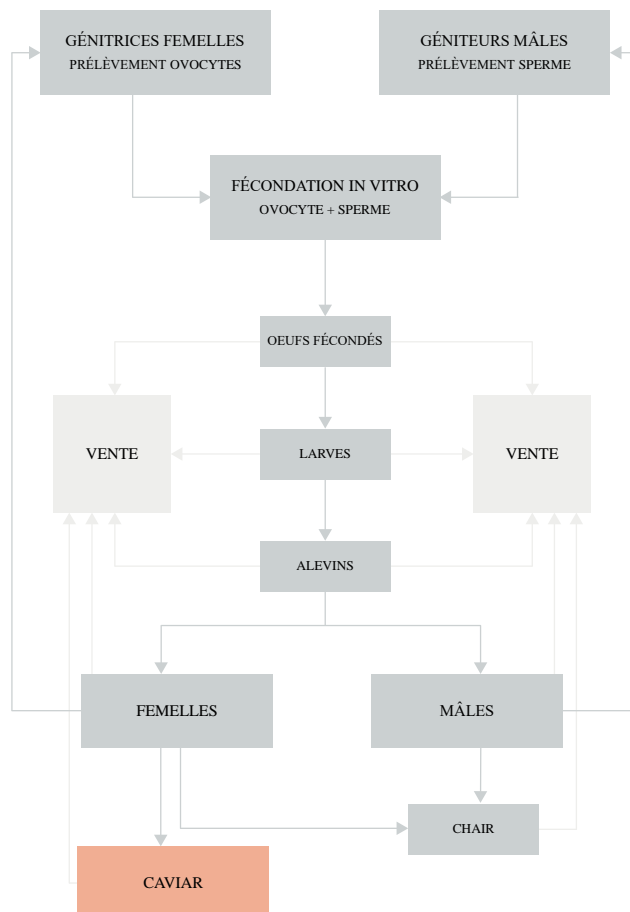 GÉNITRICES FEMELLES
PRÉLÈVEMENT OVOCYTES
GÉNITEURS MÂLES
PRÉLÈVEMENT SPERME
FÉCONDATION IN VITRO
OVOCYTE + SPERME
OEUFS FÉCONDÉS
VENTE
LARVES
VENTE
ALEVINS
FEMELLES
MÂLES
CHAIR
CAVIAR